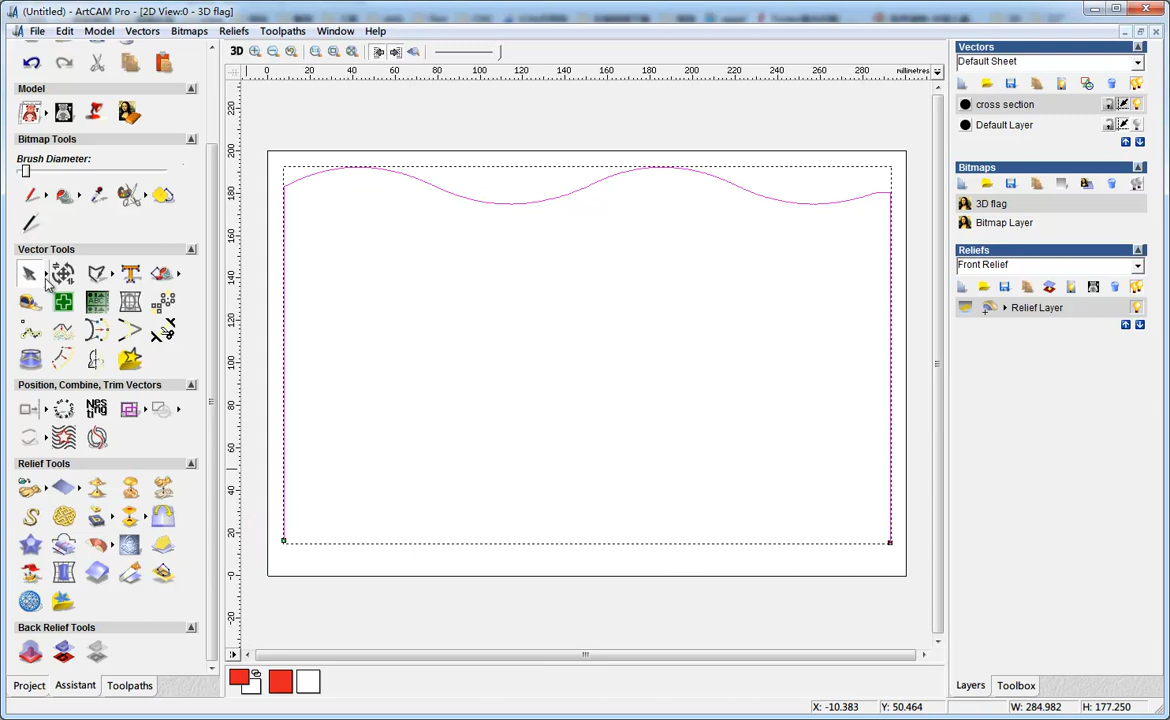 (Untitled) - ArtCAM Pro - [2D View:0 - 3D flag]
File Edit Model Vectors Bitmaps Reliefs Toolpaths Window Help
Model
Bitmap Tools
Brush Diameter:
Vector Tools
Position, Combine, Trim Vectors
Relief Tools
Back Relief Tools
Project Assistant Toolpaths
3D
0 20 40 60 80 100 120 140 160 180 200 220 240 260 280 millimetres
220
200
180
160
140
120
100
80
60
40
20
-0
-20
Vectors
Default Sheet
cross section
Default Layer
Bitmaps
3D flag
Bitmap Layer
Reliefs
Front Relief
Relief Layer
Layers Toolbox
X: -10.383 Y: 50.464 W: 284.982 H: 177.250